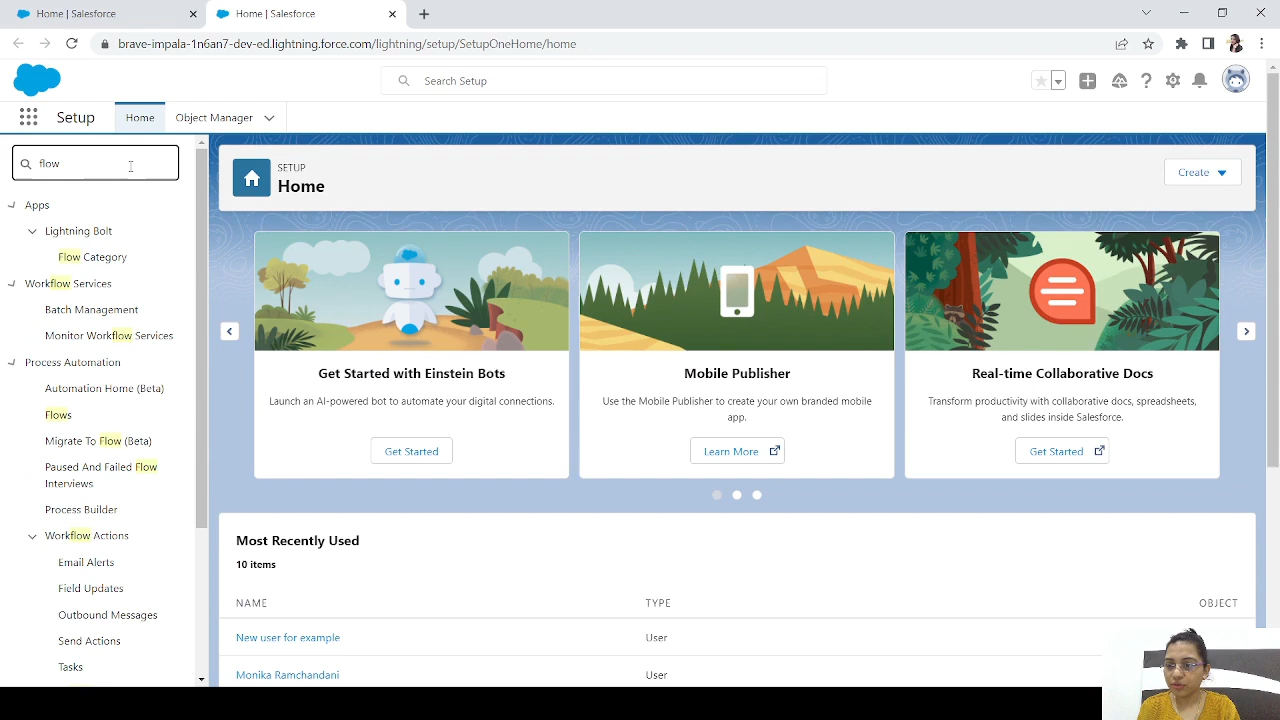 Home | Salesforce
Home | Salesforce
brave-impala-1n6an7-dev-ed.lightning.force.com/lightning/setup/SetupOneHome/home
Search Setup
Setup
Home
Object Manager
flow
Apps
Lightning Bolt
Flow Category
Workflow Services
Batch Management
Monitor Workflow Services
Process Automation
Automation Home (Beta)
Flows
Migrate To Flow (Beta)
Paused And Failed Flow
Interviews
Process Builder
Workflow Actions
Email Alerts
Field Updates
Outbound Messages
Send Actions
Tasks
SETUP
Home
Create
Get Started with Einstein Bots
Launch an AI-powered bot to automate your digital connections.
Get Started
Mobile Publisher
Use the Mobile Publisher to create your own branded mobile
app.
Learn More
Real-time Collaborative Docs
Transform productivity with collaborative docs, spreadsheets,
and slides inside Salesforce.
Get Started
Most Recently Used
10 items
NAME
TYPE
OBJECT
New user for example
User
Monika Ramchandani
User